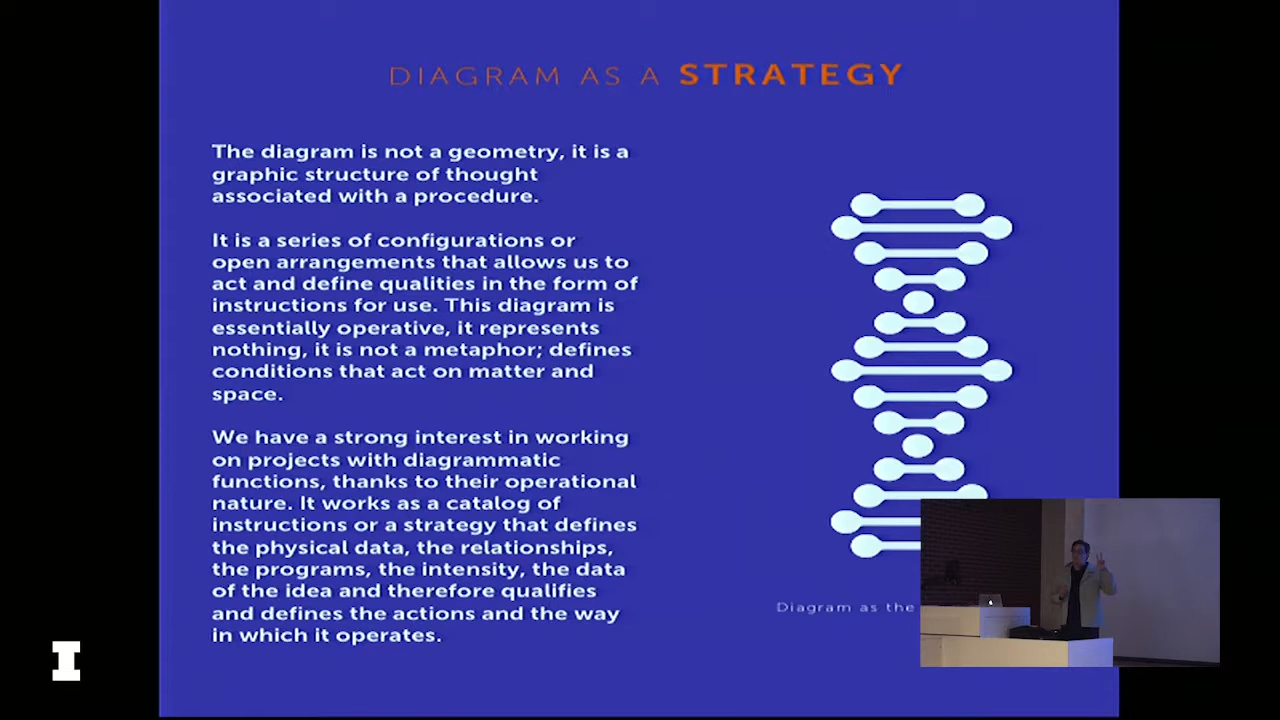 DIAGRAM AS A STRATEGY
The diagram is not a geometry, it is a
graphic structure of thought
associated with a procedure.
It is a series of configurations or
open arrangements that allows us to
act and define qualities in the form of
instructions for use. This diagram is
essentially operative, it represents
nothing, it is not a metaphor; defines
conditions that act on matter and
space.
We have a strong interest in working
on projects with diagrammatic
functions, thanks to their operational
nature. It works as a catalog of
instructions or a strategy that defines
the physical data, the relationships,
the programs, the intensity, the data
of the idea and therefore qualifies
and defines the actions and the way
in which it operates.
Diagram as the
I